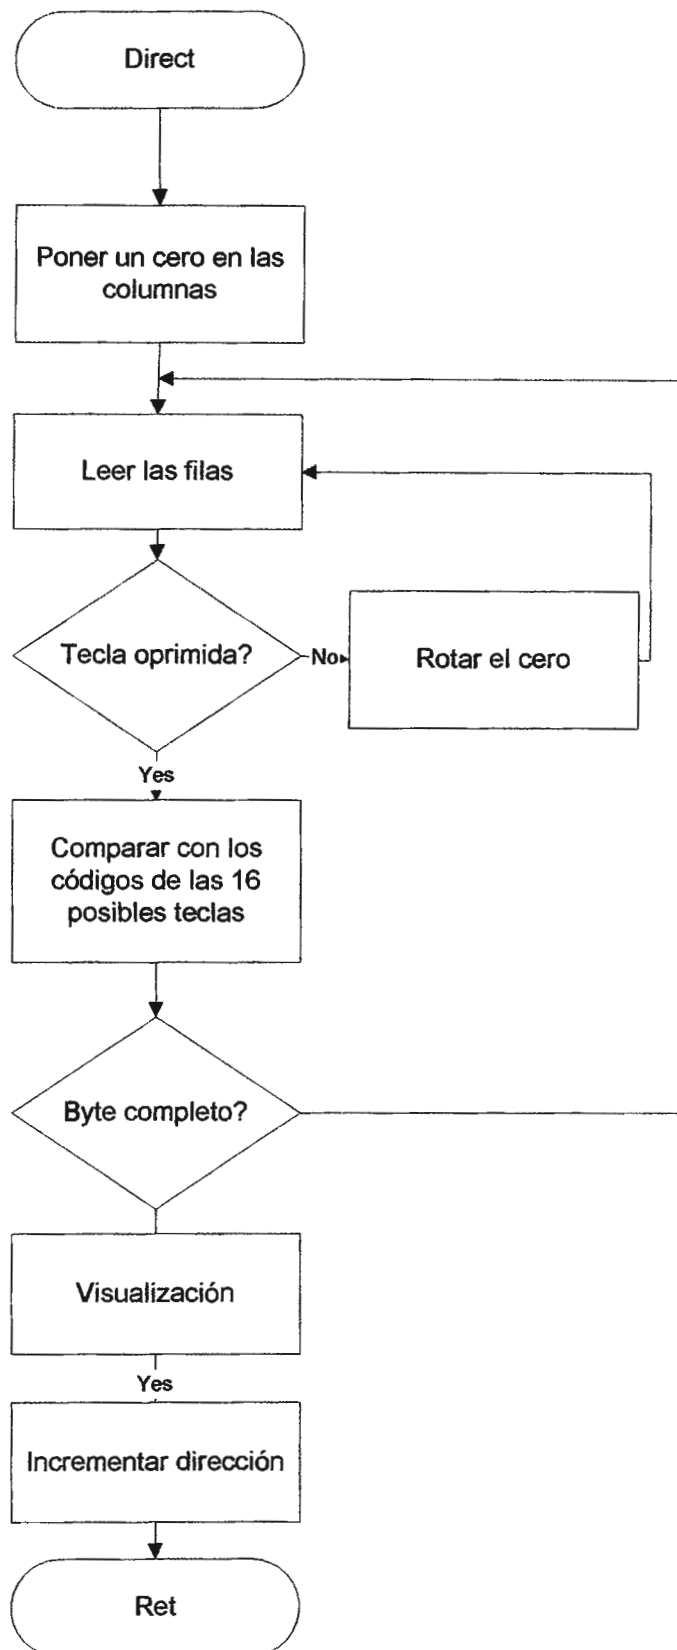 Direct
Poner un cero en las
columnas
Leer las filas
Tecla oprimida?
No
Rotar el cero
Yes
Comparar con los
códigos de las 16
posibles teclas
Byte completo?
Visualización
Yes
Incrementar dirección
Ret